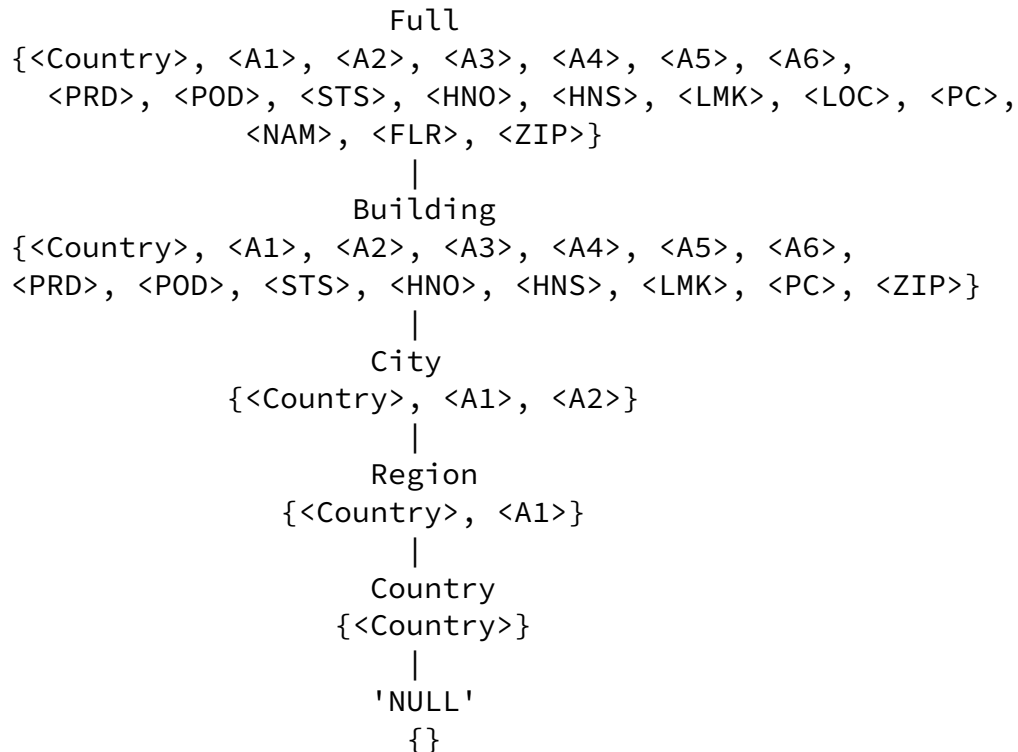 Full
{<Country>, <A1>, <A2>, <A3>, <A4>, <A5>, <A6>,
<PRD>, <POD>, <STS>, <HNO>, <HNS>, <LMK>, <LOC>, <PC>,
<NAM>, <FLR>, <ZIP>}
|
Building
{<Country>, <A1>, <A2>, <A3>, <A4>, <A5>, <A6>,
<PRD>, <POD>, <STS>, <HNO>, <HNS>, <LMK>, <PC>, <ZIP>}
|
City
{<Country>, <A1>, <A2>}
|
Region
{<Country>, <A1>}
|
Country
{<Country>}
|
'NULL'
{}